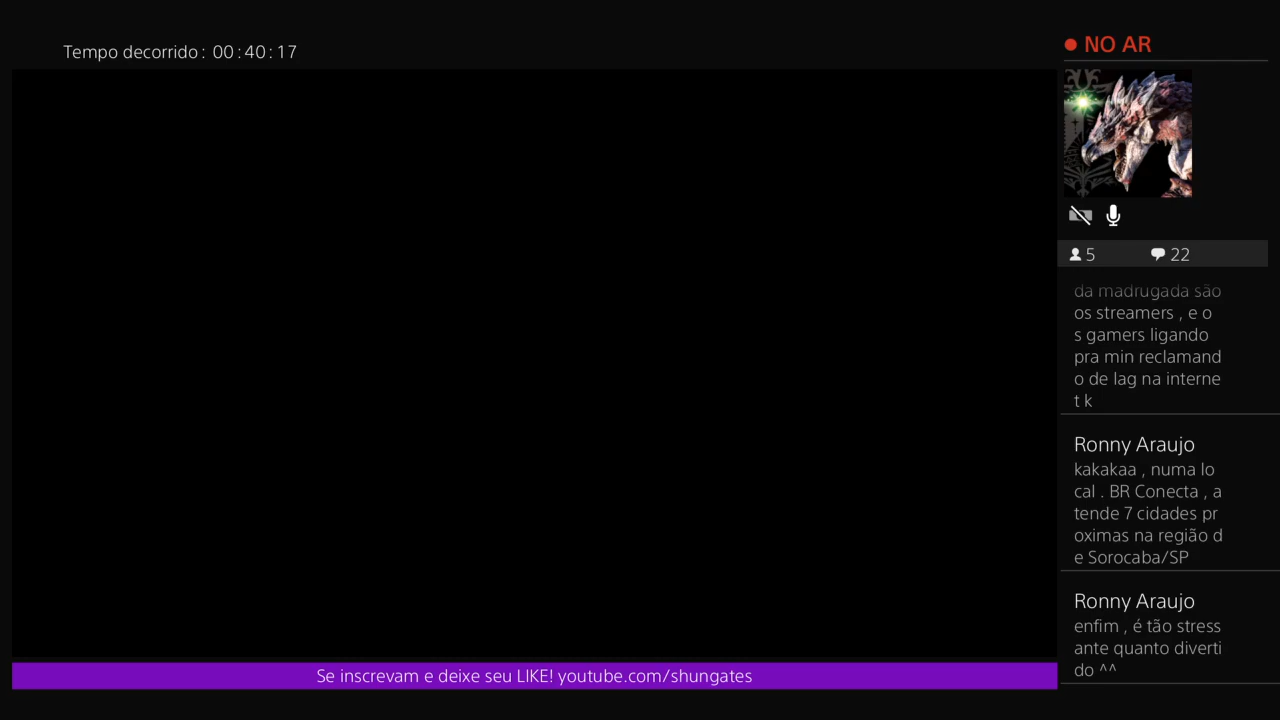 Tempo decorrido : 00 : 40 : 17
NO AR
5
22
da madrugada são
os streamers , e o
s gamers ligando
pra min reclamand
o de lag na interne
t k
Ronny Araujo
kakakaa , numa lo
cal . BR Conecta , a
tende 7 cidades pr
oximas na região d
e Sorocaba/SP
Ronny Araujo
enfim , é tão stress
ante quanto diverti
do ^^
Se inscrevam e deixe seu LIKE! youtube.com/shungates